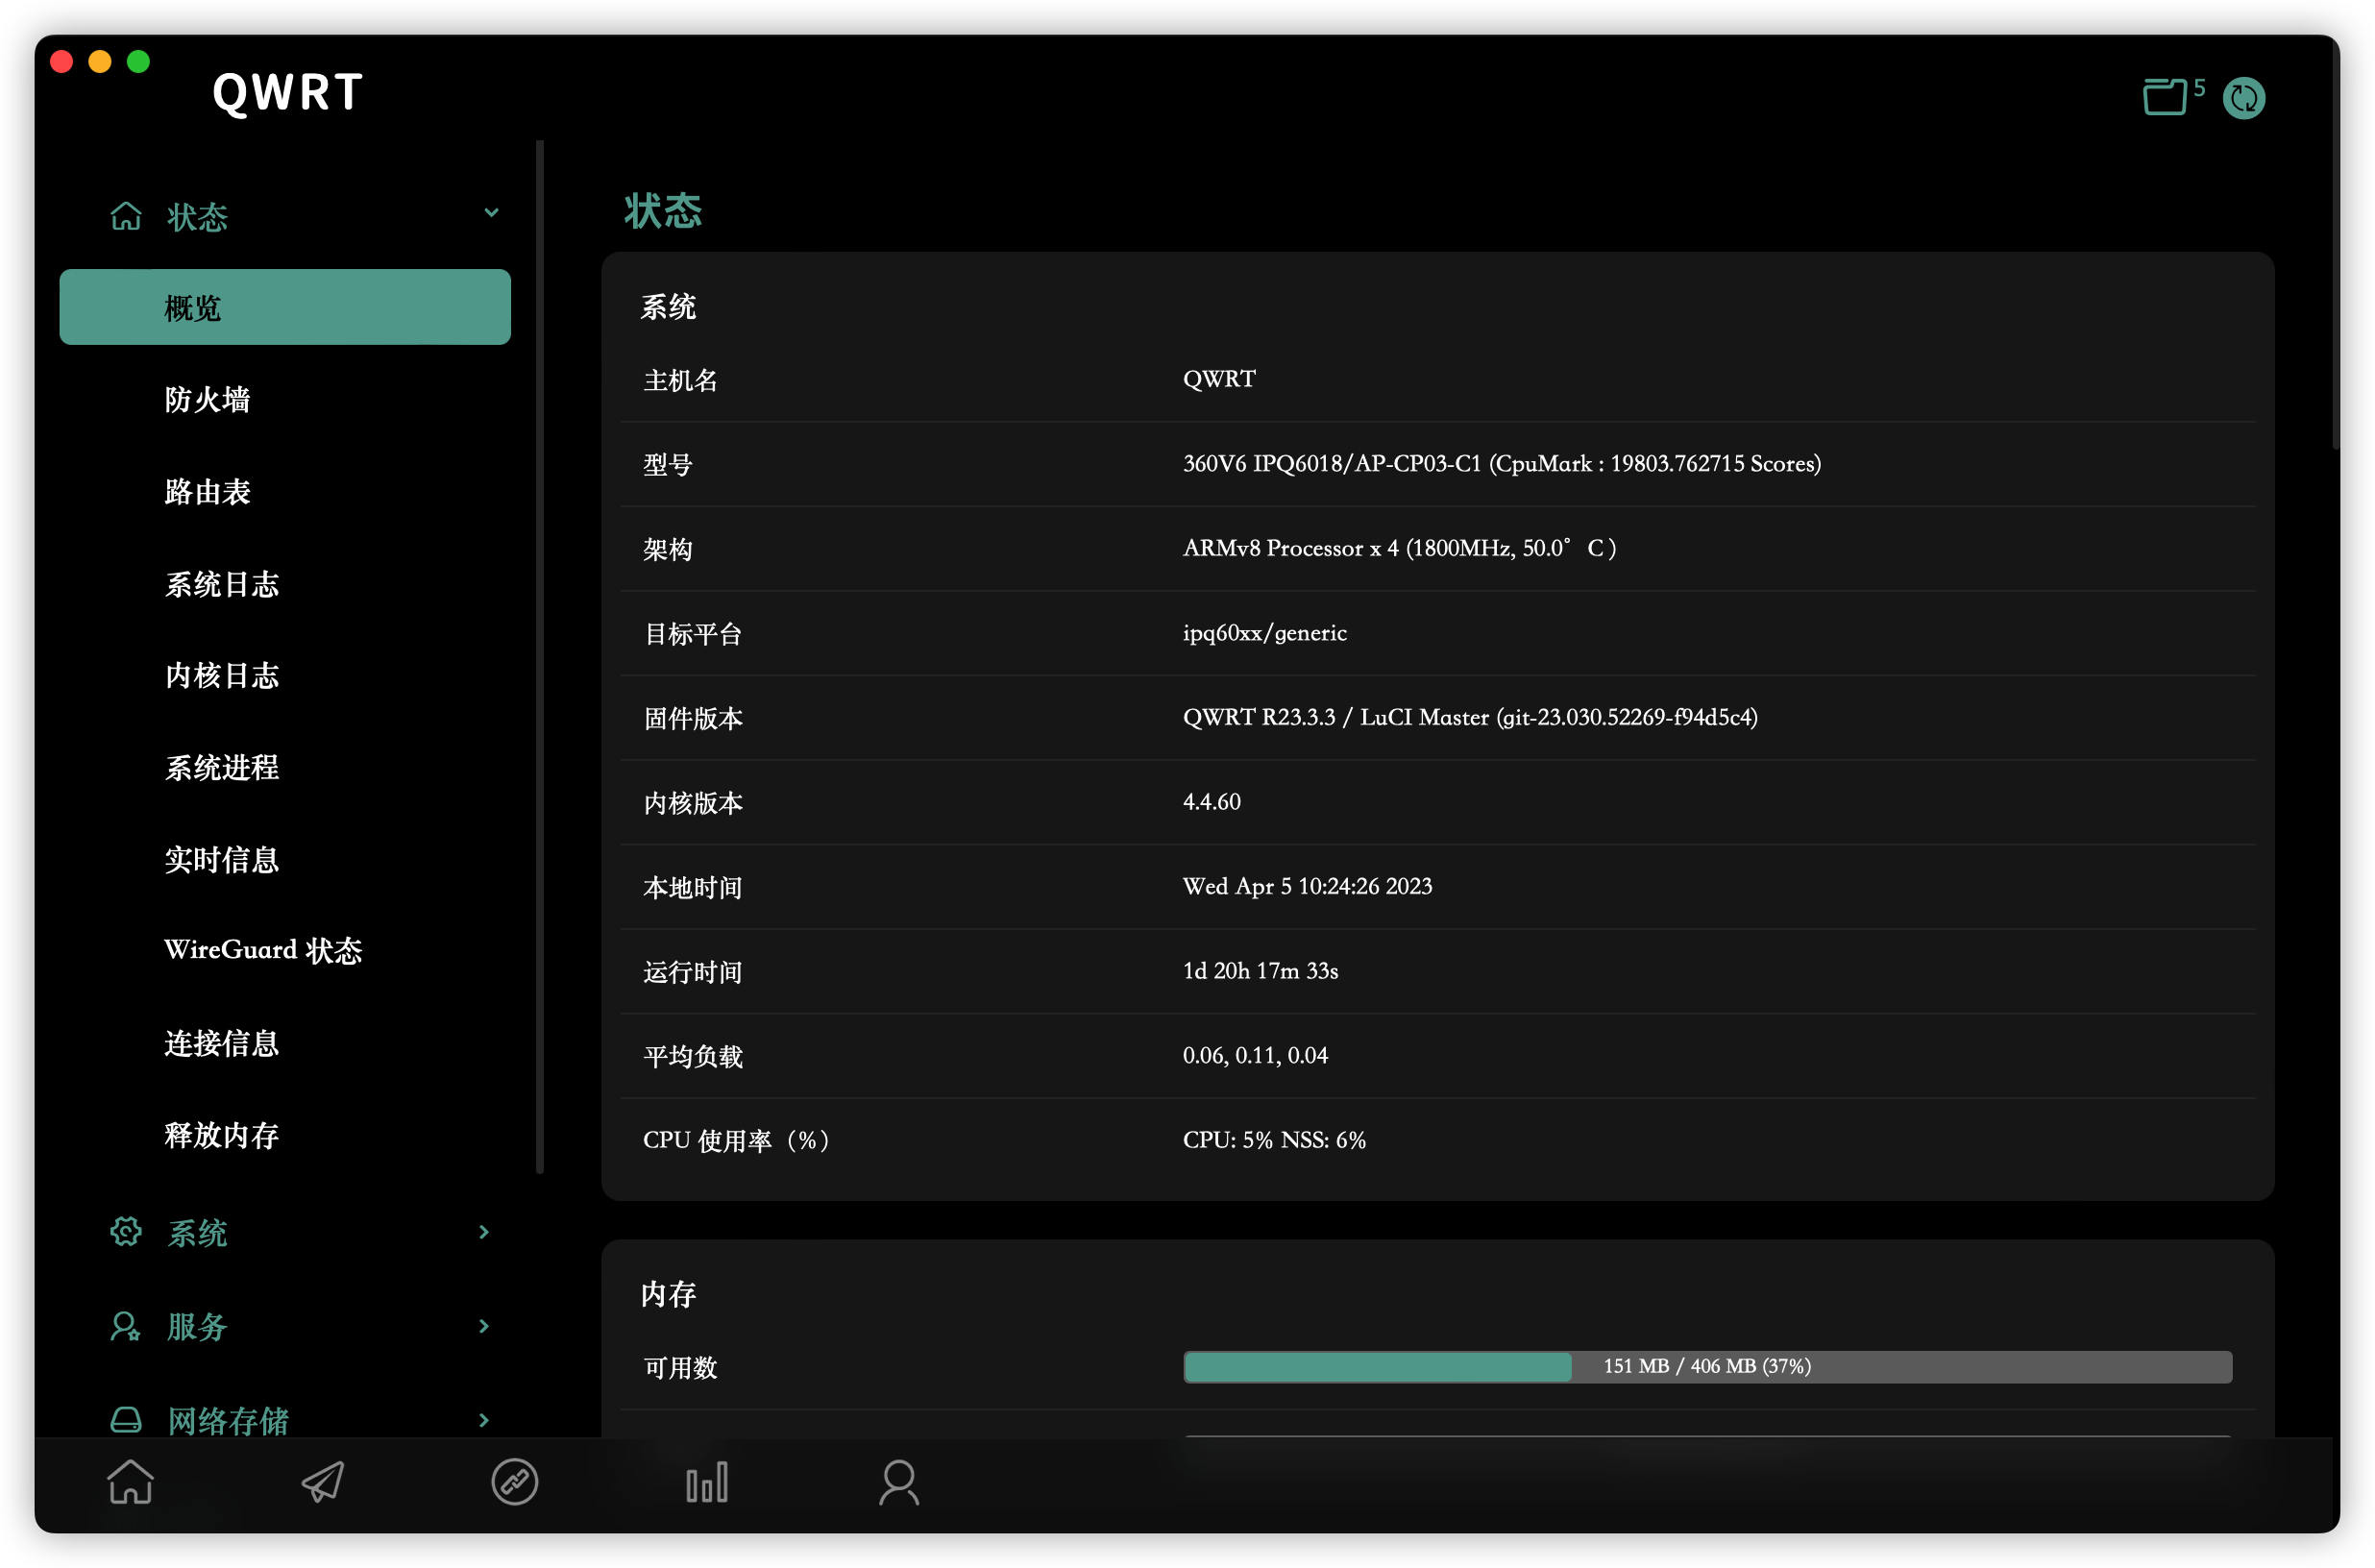 QWRT
5
状态
概览
防火墙
路由表
系统日志
内核日志
系统进程
实时信息
WireGuard 状态
连接信息
释放内存
系统
服务
网络存储
状态
系统
主机名 QWRT
型号 360V6 IPQ6018/AP-CP03-C1 (CpuMark : 19803.762715 Scores)
架构 ARMv8 Processor x 4 (1800MHz, 50.0° C )
目标平台 ipq60xx/generic
固件版本 QWRT R23.3.3 / LuCI Master (git-23.030.52269-f94d5c4)
内核版本 4.4.60
本地时间 Wed Apr 5 10:24:26 2023
运行时间 1d 20h 17m 33s
平均负载 0.06, 0.11, 0.04
CPU 使用率（%） CPU: 5% NSS: 6%
内存
可用数 151 MB / 406 MB (37%)